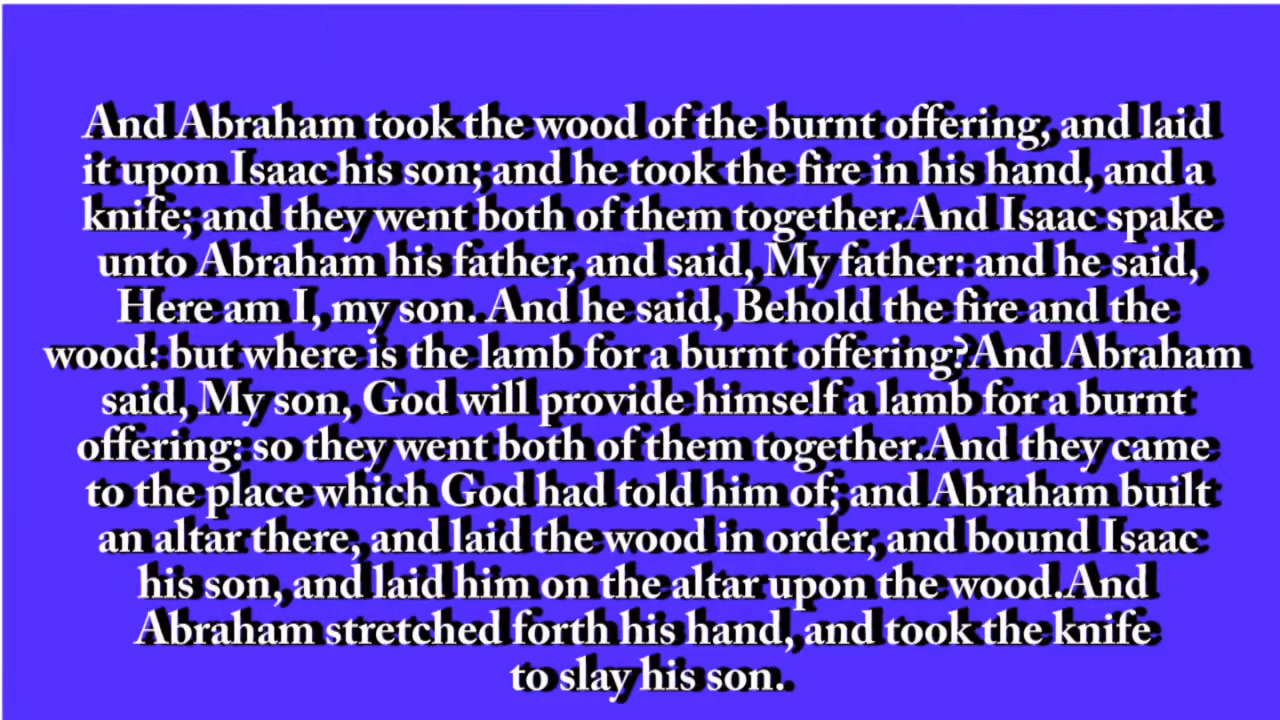 And Abraham took the wood of the burnt offering, and laid
it upon Isaac his son; and he took the fire in his hand, and a
knife; and they went both of them together.And Isaac spake
unto Abraham his father, and said, My father: and he said,
Here am I, my son. And he said, Behold the fire and the
wood: but where is the lamb for a burnt offering?And Abraham
said, My son, God will provide himself a lamb for a burnt
offering: so they went both of them together.And they came
to the place which God had told him of; and Abraham built
an altar there, and laid the wood in order, and bound Isaac
his son, and laid him on the altar upon the wood.And
Abraham stretched forth his hand, and took the knife
to slay his son..